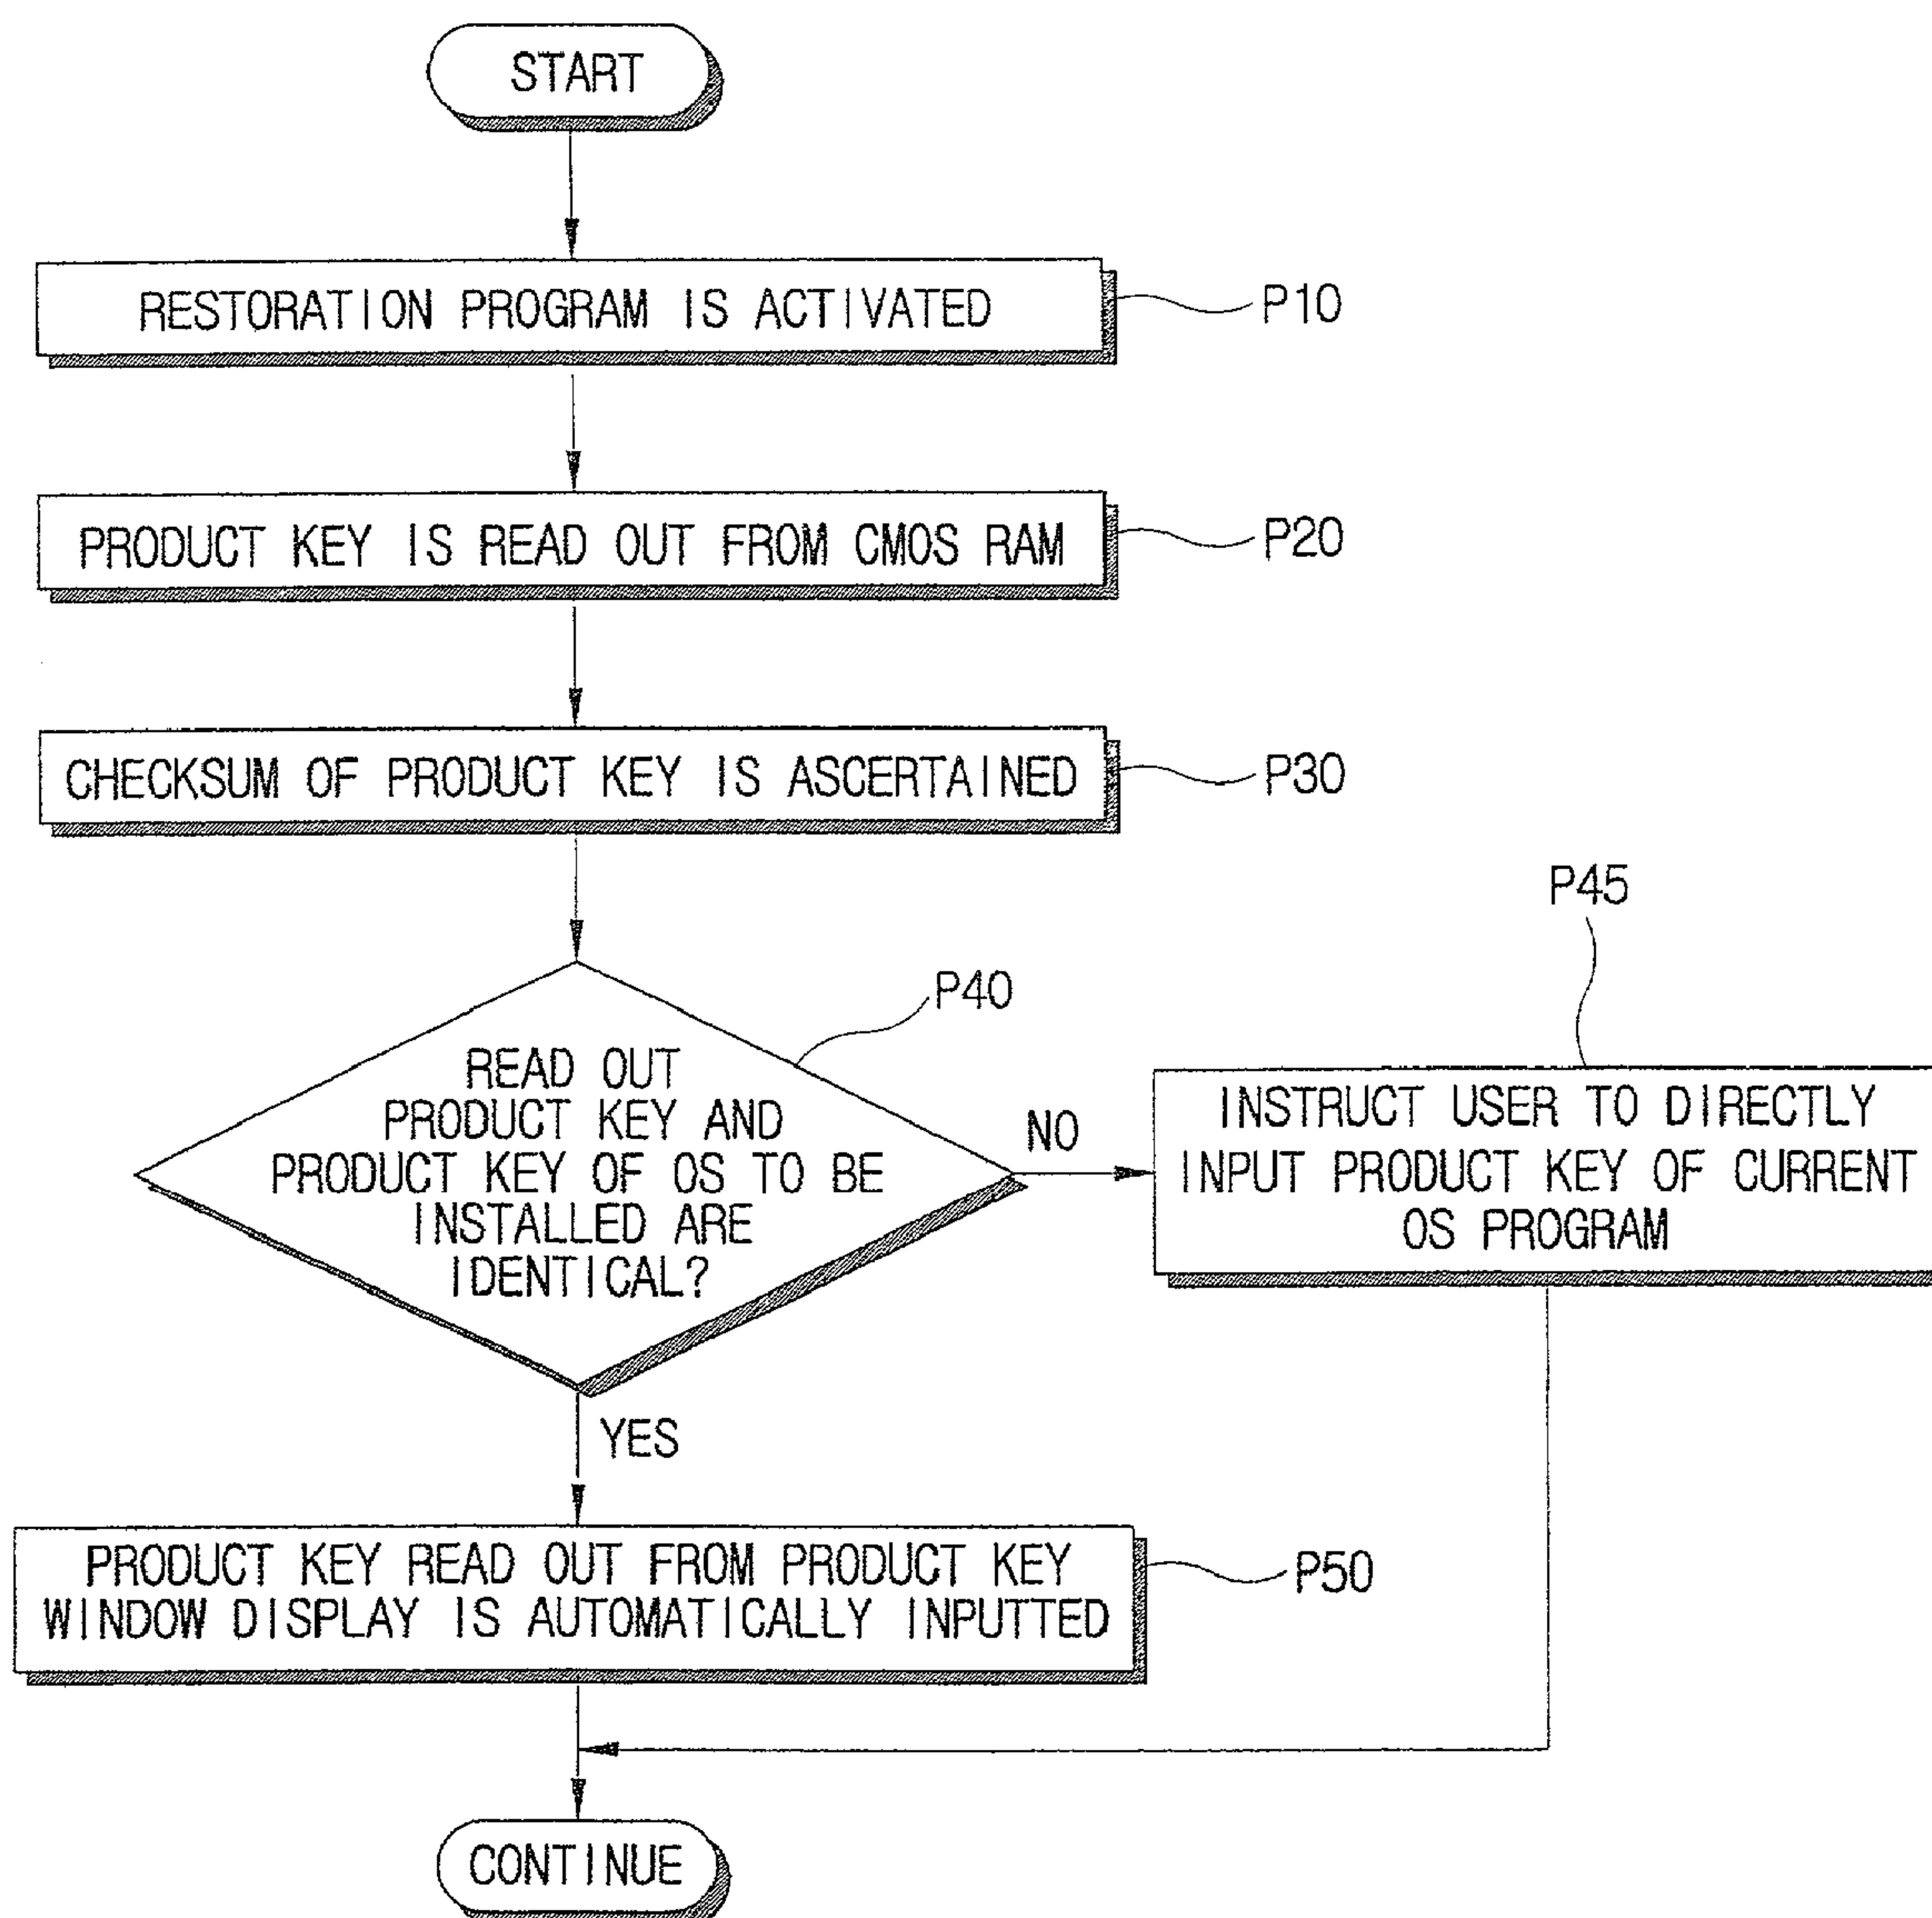 START
RESTORATION PROGRAM IS ACTIVATED
P10
PRODUCT KEY IS READ OUT FROM CMOS RAM
P20
CHECKSUM OF PRODUCT KEY IS ASCERTAINED
P30
P40
READ OUT
PRODUCT KEY AND
PRODUCT KEY OF OS TO BE
INSTALLED ARE
IDENTICAL?
NO
P45
INSTRUCT USER TO DIRECTLY
INPUT PRODUCT KEY OF CURRENT
OS PROGRAM
YES
PRODUCT KEY READ OUT FROM PRODUCT KEY
WINDOW DISPLAY IS AUTOMATICALLY INPUTTED
P50
CONTINUE